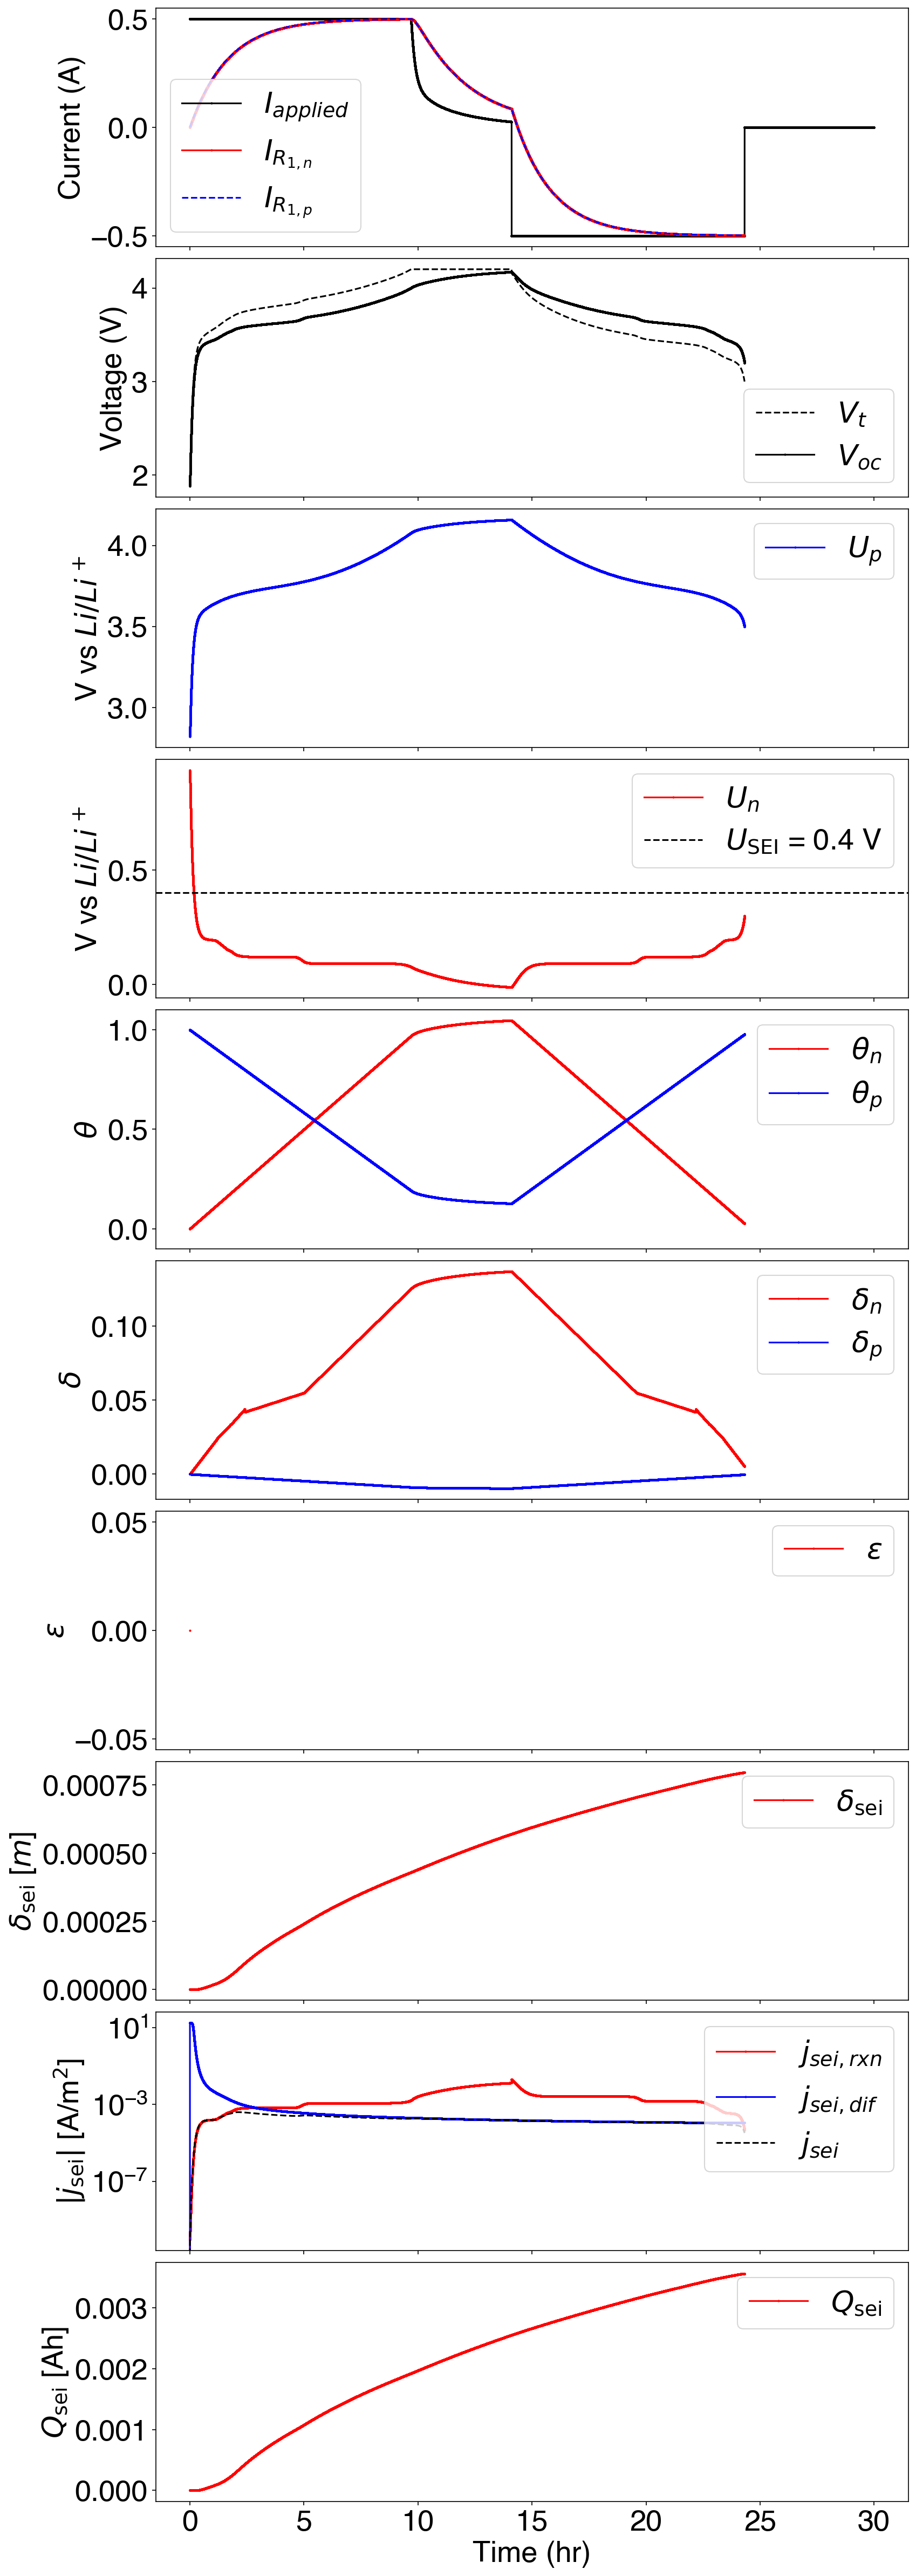 Current (A)
0.5
0.0
−0.5
I_applied
I_R1,n
I_R1,p
Voltage (V)
4
3
2
V_t
V_oc
V vs Li/Li⁺
4.0
3.5
3.0
U_p
V vs Li/Li⁺
0.5
0.0
U_n
U_SEI = 0.4 V
θ
1.0
0.5
0.0
θ_n
θ_p
δ
0.10
0.05
0.00
δ_n
δ_p
ε
0.05
0.00
−0.05
ε
δ_sei [m]
0.00075
0.00050
0.00025
0.00000
δ_sei
|j_sei| [A/m²]
10¹
10⁻³
10⁻⁷
j_sei,rxn
j_sei,dif
j_sei
Q_sei [Ah]
0.003
0.002
0.001
0.000
Q_sei
0 5 10 15 20 25 30
Time (hr)